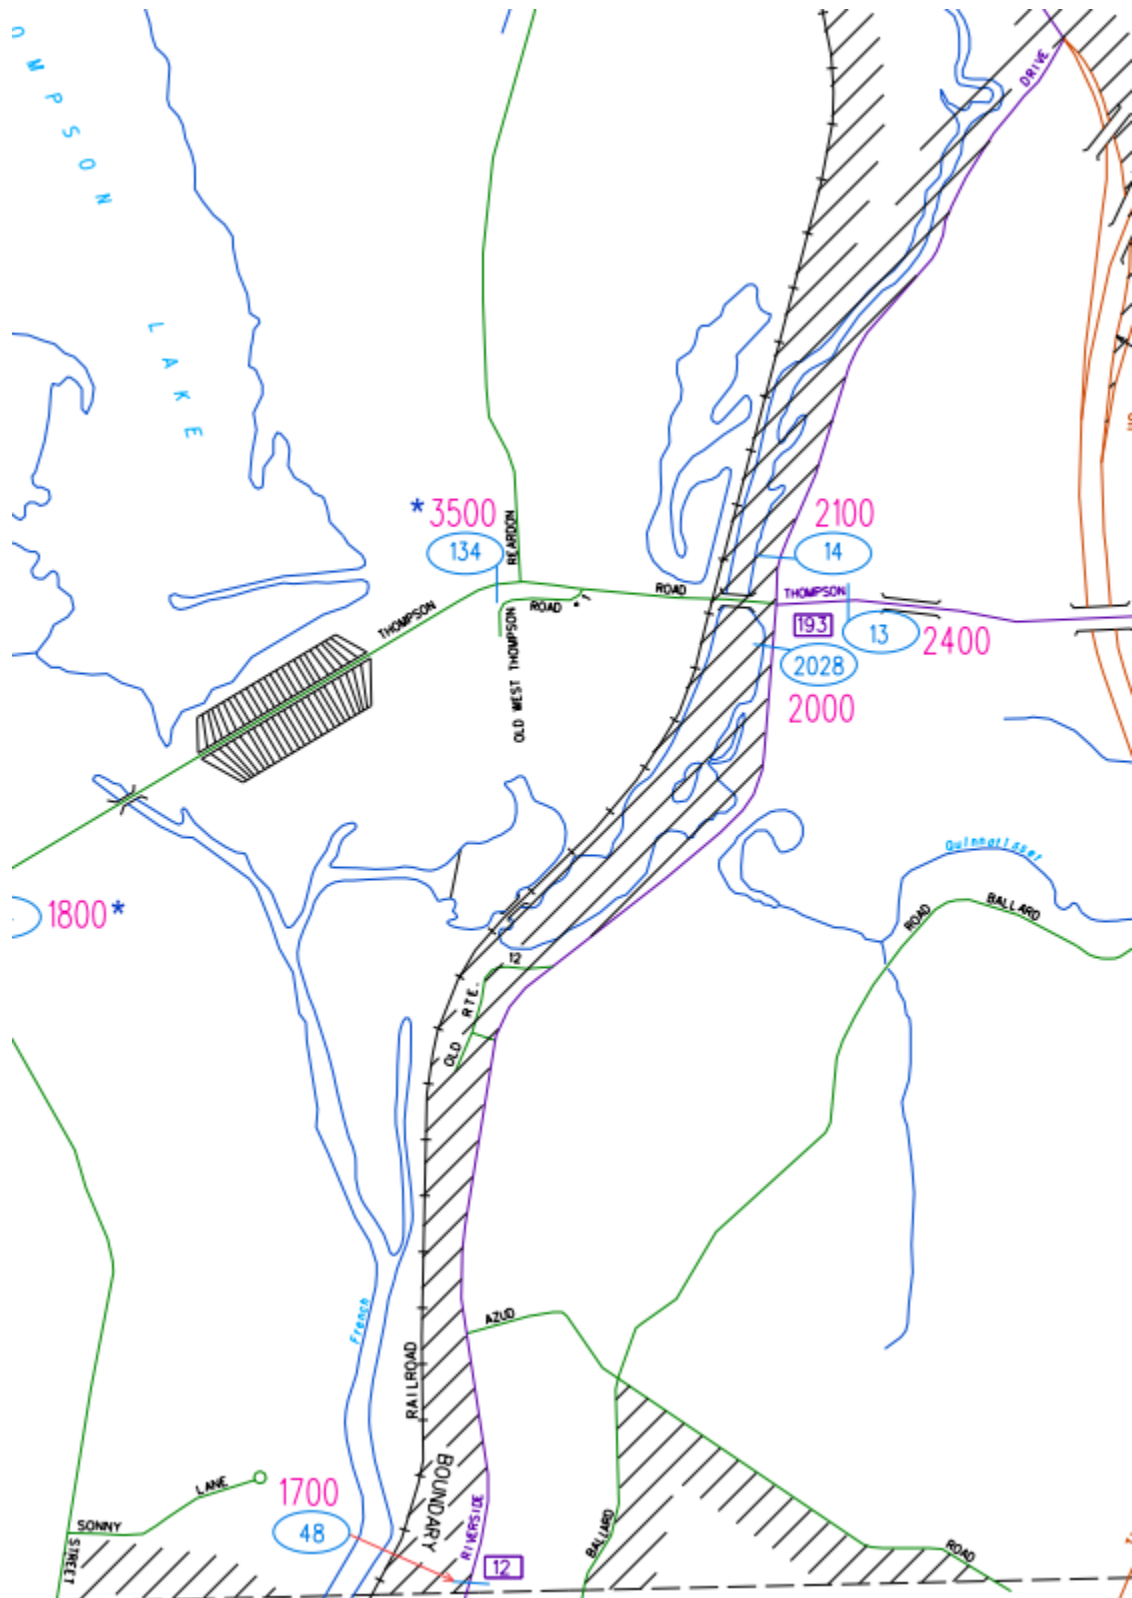 OMPSON
DRIVE
LAKE
* 3500
134
REARDON
2100
14
ROAD
THOMPSON
THOMPSON
ROAD
193
13
2400
2028
2000
OLD WEST THOMPSON
Quinnatisset
1800*
ROAD
BALLARD
12
RTE.
OLD
French
AZUD
RAILROAD
BOUNDARY
1700
LANE
48
SONNY
STREET
RIVERSIDE
12
BALLARD
ROAD